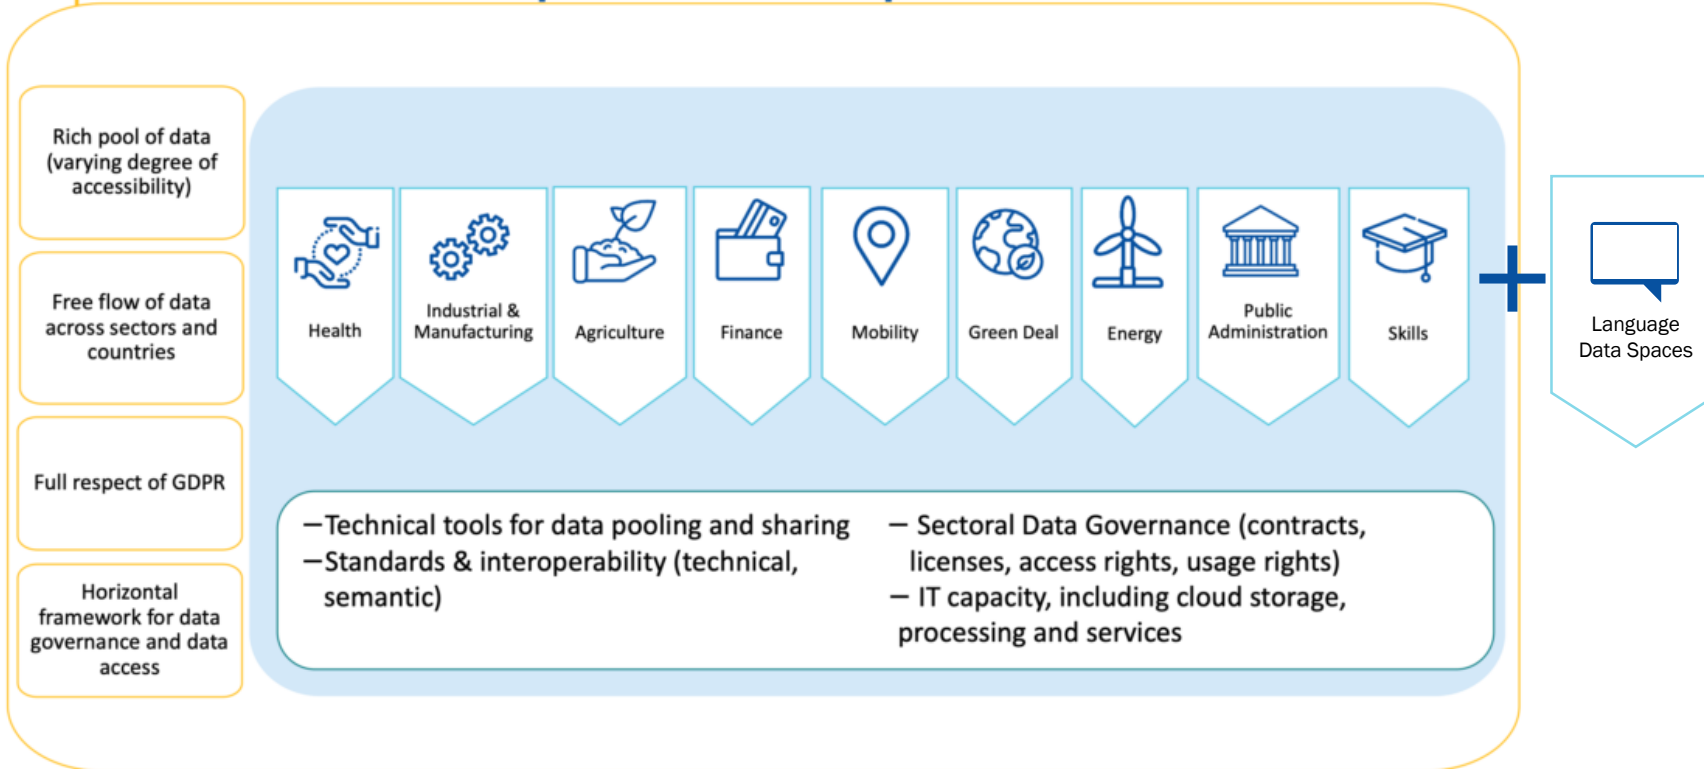 Rich pool of data
(varying degree of
accessibility)
Free flow of data
across sectors and
countries
Full respect of GDPR
Horizontal
framework for data
governance and data
access
Health
Industrial &
Manufacturing
Agriculture
Finance
Mobility
Green Deal
Energy
Public
Administration
Skills
Language
Data Spaces
–Technical tools for data pooling and sharing
–Standards & interoperability (technical,
semantic)
– Sectoral Data Governance (contracts,
licenses, access rights, usage rights)
– IT capacity, including cloud storage,
processing and services